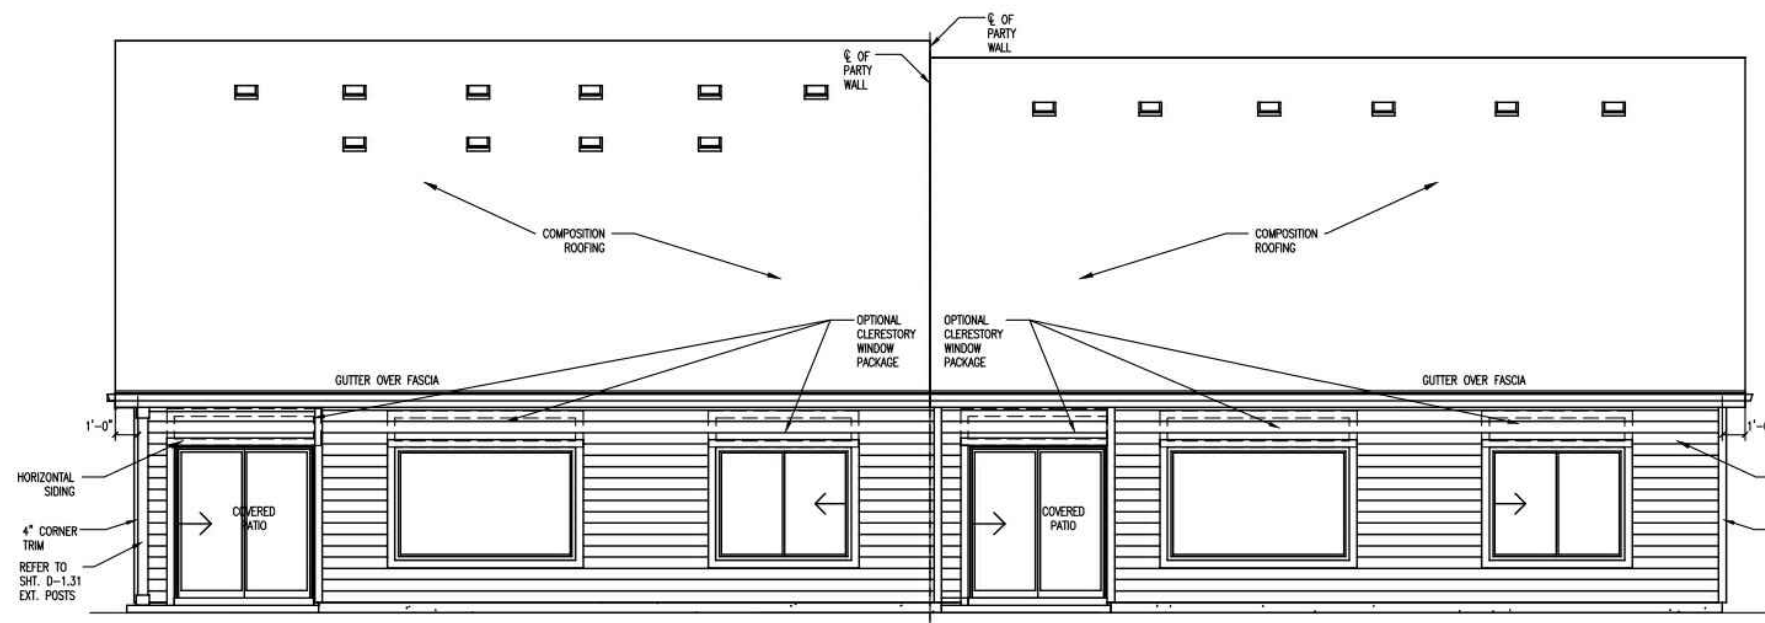 ℄ OF
PARTY
WALL
℄ OF
PARTY
WALL
COMPOSITION
ROOFING
COMPOSITION
ROOFING
OPTIONAL
CLERESTORY
WINDOW
PACKAGE
OPTIONAL
CLERESTORY
WINDOW
PACKAGE
GUTTER OVER FASCIA
GUTTER OVER FASCIA
1'-0"
HORIZONTAL
SIDING
4" CORNER
TRIM
REFER TO
SHT. D-1.31
EXT. POSTS
COVERED
PATIO
COVERED
PATIO